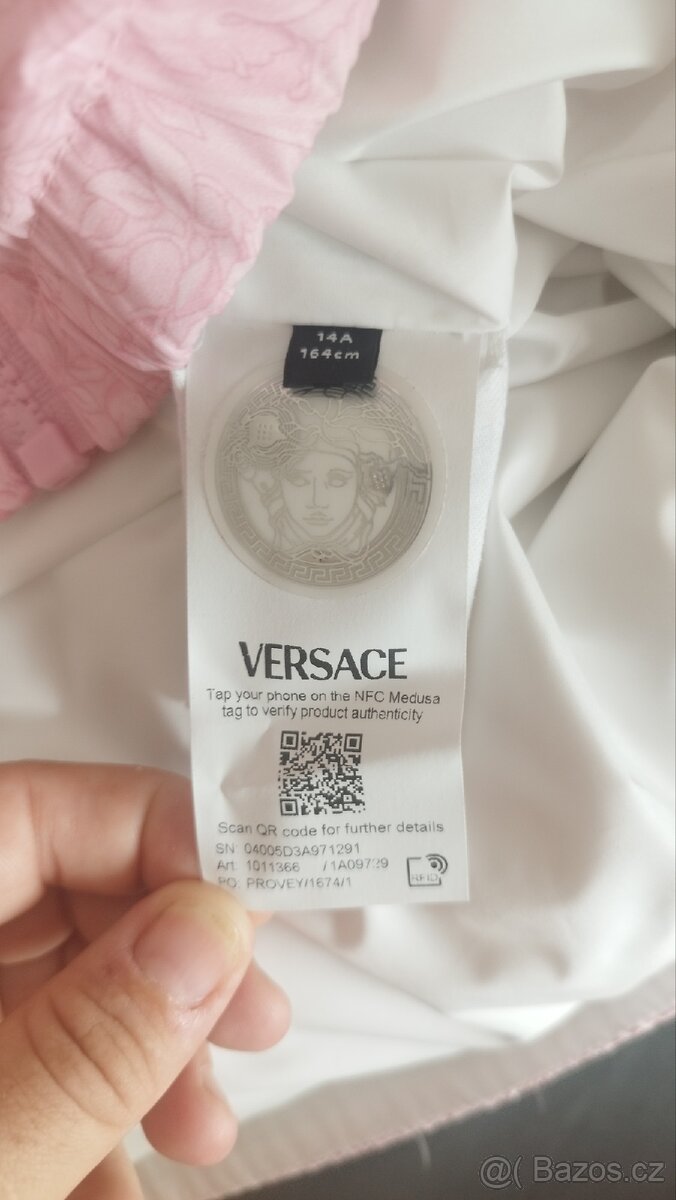 14A
164cm
VERSACE
Tap your phone on the NFC Medusa
tag to verify product authenticity
Scan QR code for further details
SN: 04005D3A971291
Art: 1011366 /1A09739
PO: PROVEY/1674/1
RFID
@( Bazos.cz